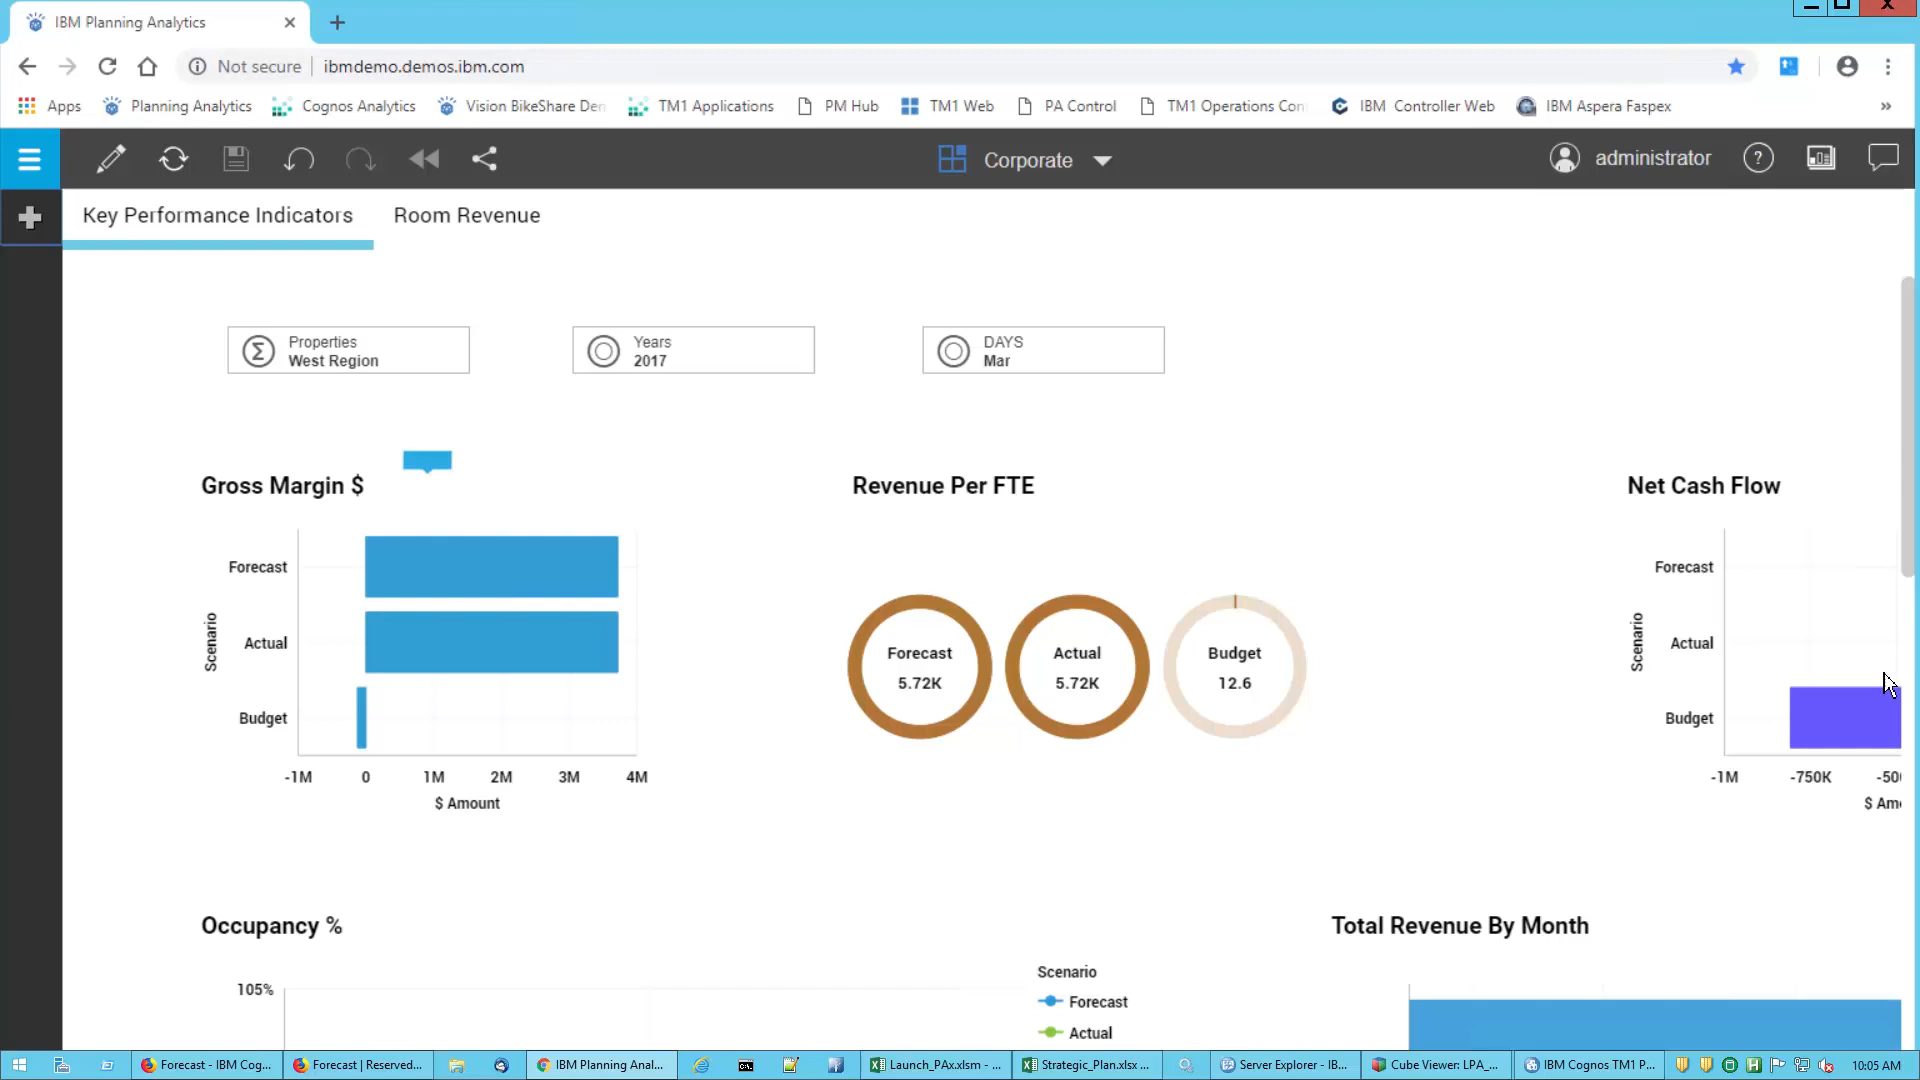 IBM Planning Analytics
Not secure ibmdemo.demos.ibm.com
Apps Planning Analytics Cognos Analytics Vision BikeShare Den TM1 Applications PM Hub TM1 Web PA Control TM1 Operations Con IBM Controller Web IBM Aspera Faspex »
Corporate administrator
Key Performance Indicators Room Revenue
Properties
West Region
Years
2017
DAYS
Mar
Gross Margin $
Scenario
Forecast
Actual
Budget
-1M 0 1M 2M 3M 4M
$ Amount
Revenue Per FTE
Forecast
5.72K
Actual
5.72K
Budget
12.6
Net Cash Flow
Scenario
Forecast
Actual
Budget
-1M -750K -500
$ Am
Occupancy %
105%
Scenario
Forecast
Actual
Total Revenue By Month
Forecast - IBM Cog... Forecast | Reserved... IBM Planning Anal... Launch_PAx.xlsm - ... Strategic_Plan.xlsx ... Server Explorer - IB... Cube Viewer: LPA_... IBM Cognos TM1 P... 10:05 AM